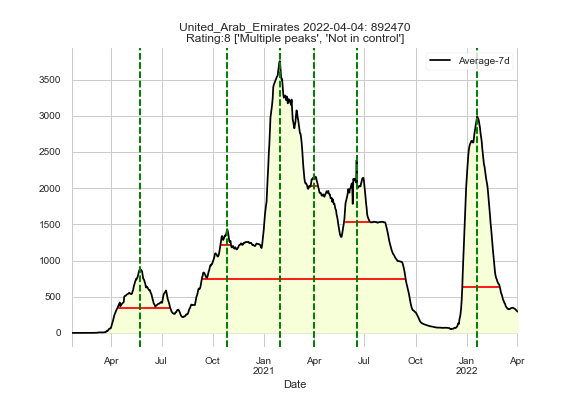 United_Arab_Emirates 2022-04-04: 892470
Rating:8 ['Multiple peaks', 'Not in control']
Average-7d
3500
3000
2500
2000
1500
1000
500
0
Apr
Jul
Oct
Jan
2021
Apr
Jul
Oct
Jan
2022
Apr
Date